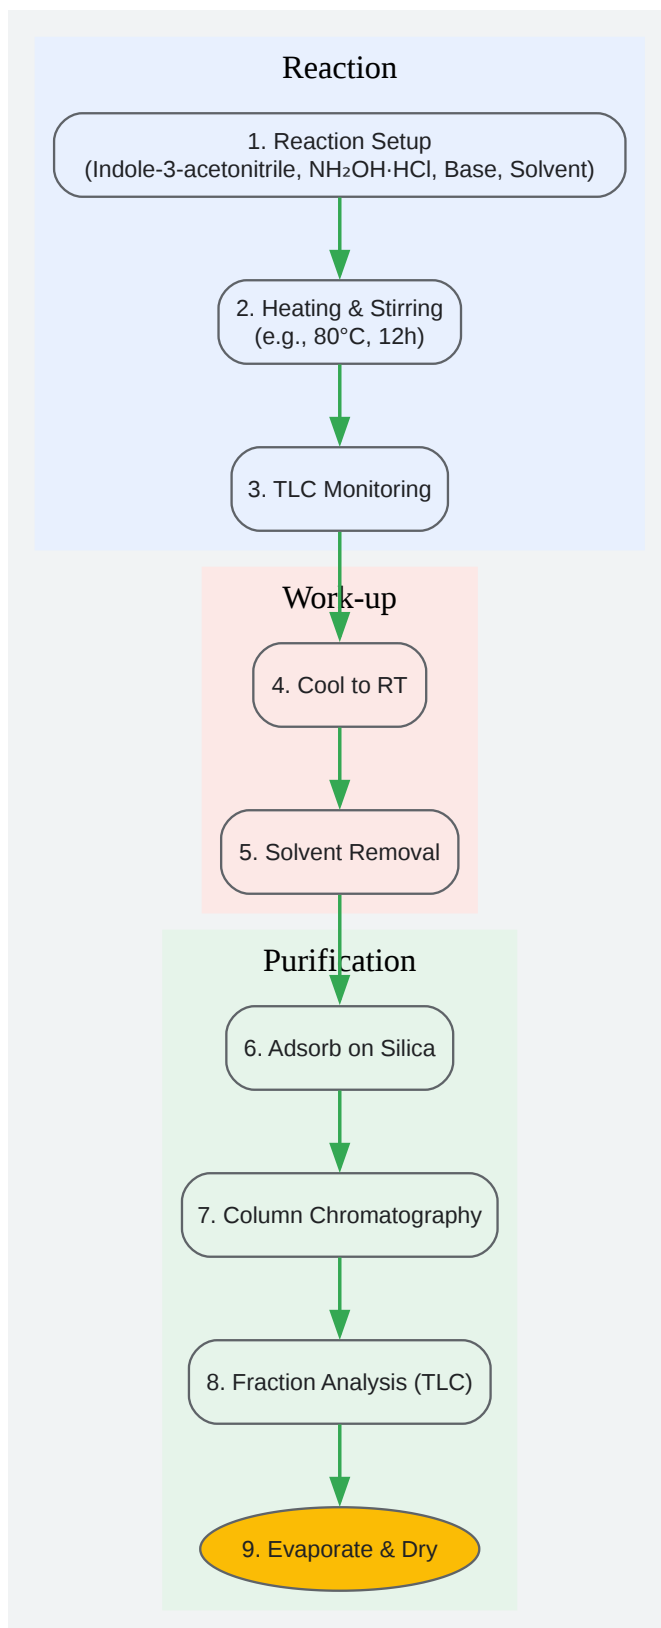 Reaction
1. Reaction Setup
(Indole-3-acetonitrile, NH₂OH·HCl, Base, Solvent)
2. Heating & Stirring
(e.g., 80°C, 12h)
3. TLC Monitoring
Work-up
4. Cool to RT
5. Solvent Removal
Purification
6. Adsorb on Silica
7. Column Chromatography
8. Fraction Analysis (TLC)
9. Evaporate & Dry